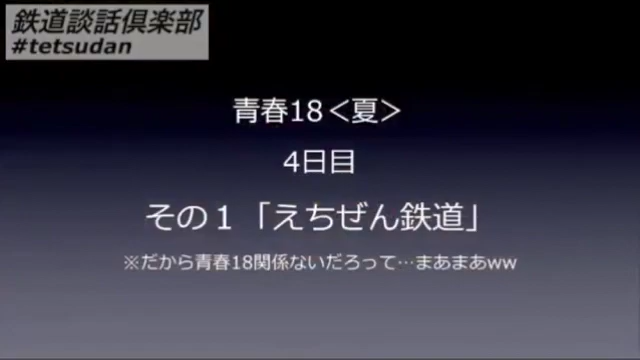 鉄道談話倶楽部
#tetsudan
青春18＜夏＞
4日目
その１「えちぜん鉄道」
※だから青春18関係ないだろって…まあまあww